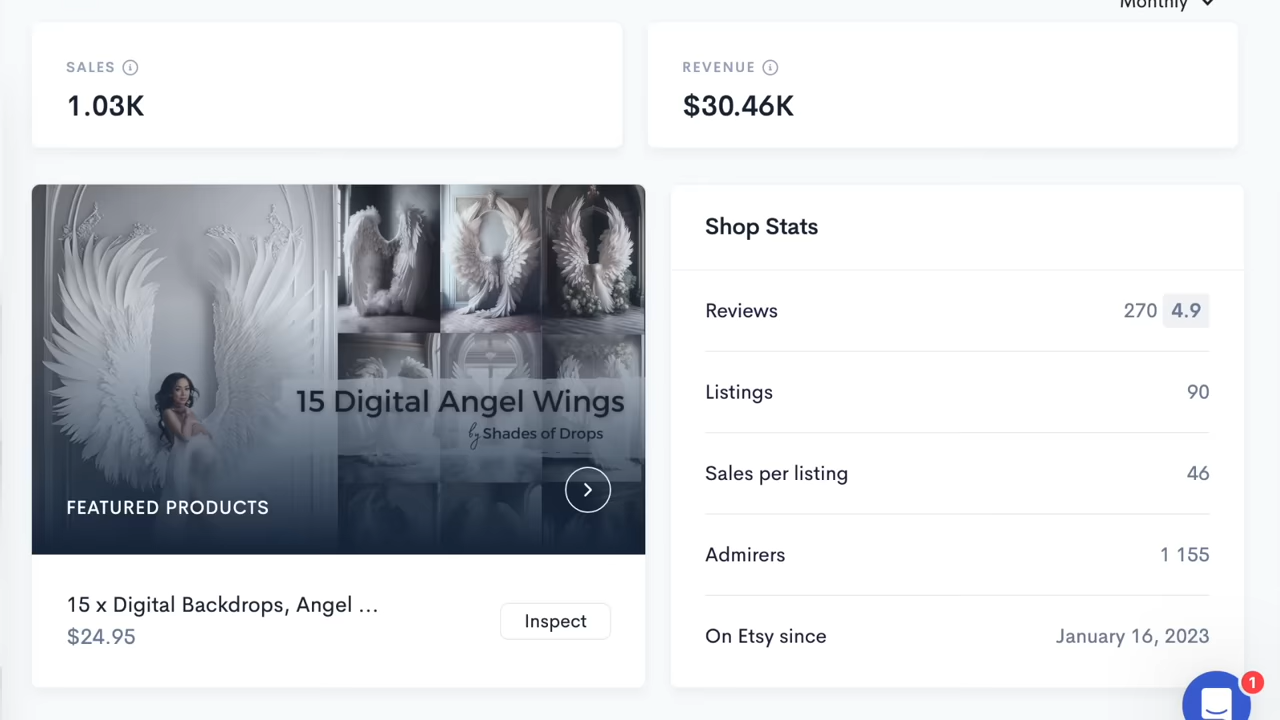 Monthly
SALES
1.03K
REVENUE
$30.46K
15 Digital Angel Wings
by Shades of Drops
FEATURED PRODUCTS
15 x Digital Backdrops, Angel ...
$24.95
Inspect
Shop Stats
Reviews 270 4.9
Listings 90
Sales per listing 46
Admirers 1 155
On Etsy since January 16, 2023
1